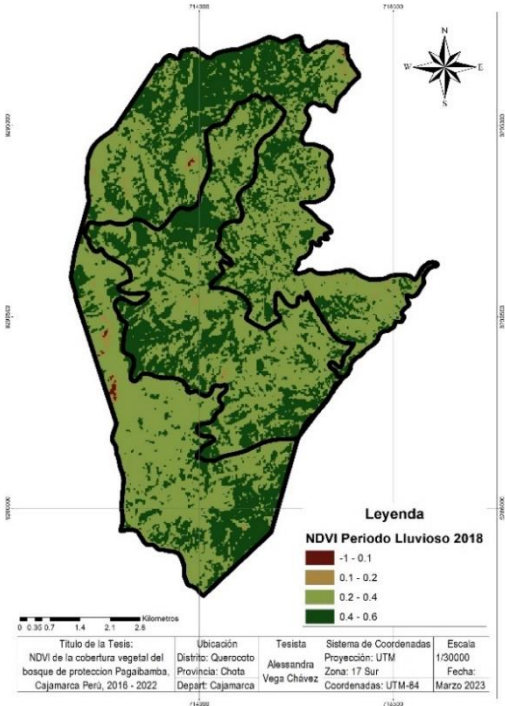 N
W E
S
Leyenda
NDVI Periodo Lluvioso 2018
-1 - 0.1
0.1 - 0.2
0.2 - 0.4
0.4 - 0.6
Kilometros
0 0.35 0.7 1.4 2.1 2.8
Título de la Tesis:
NDVI de la cobertura vegetal del
bosque de proteccion Pagaibamba,
Cajamarca Perú, 2016 - 2022
Ubicación
Distrito: Querocoto
Provincia: Chota
Depart: Cajamarca
Tesista
Alessandra
Vega Chávez
Sistema de Coordenadas
Proyección: UTM
Zona: 17 Sur
Coordenadas: UTM-84
Escala
1/30000
Fecha:
Marzo 2023